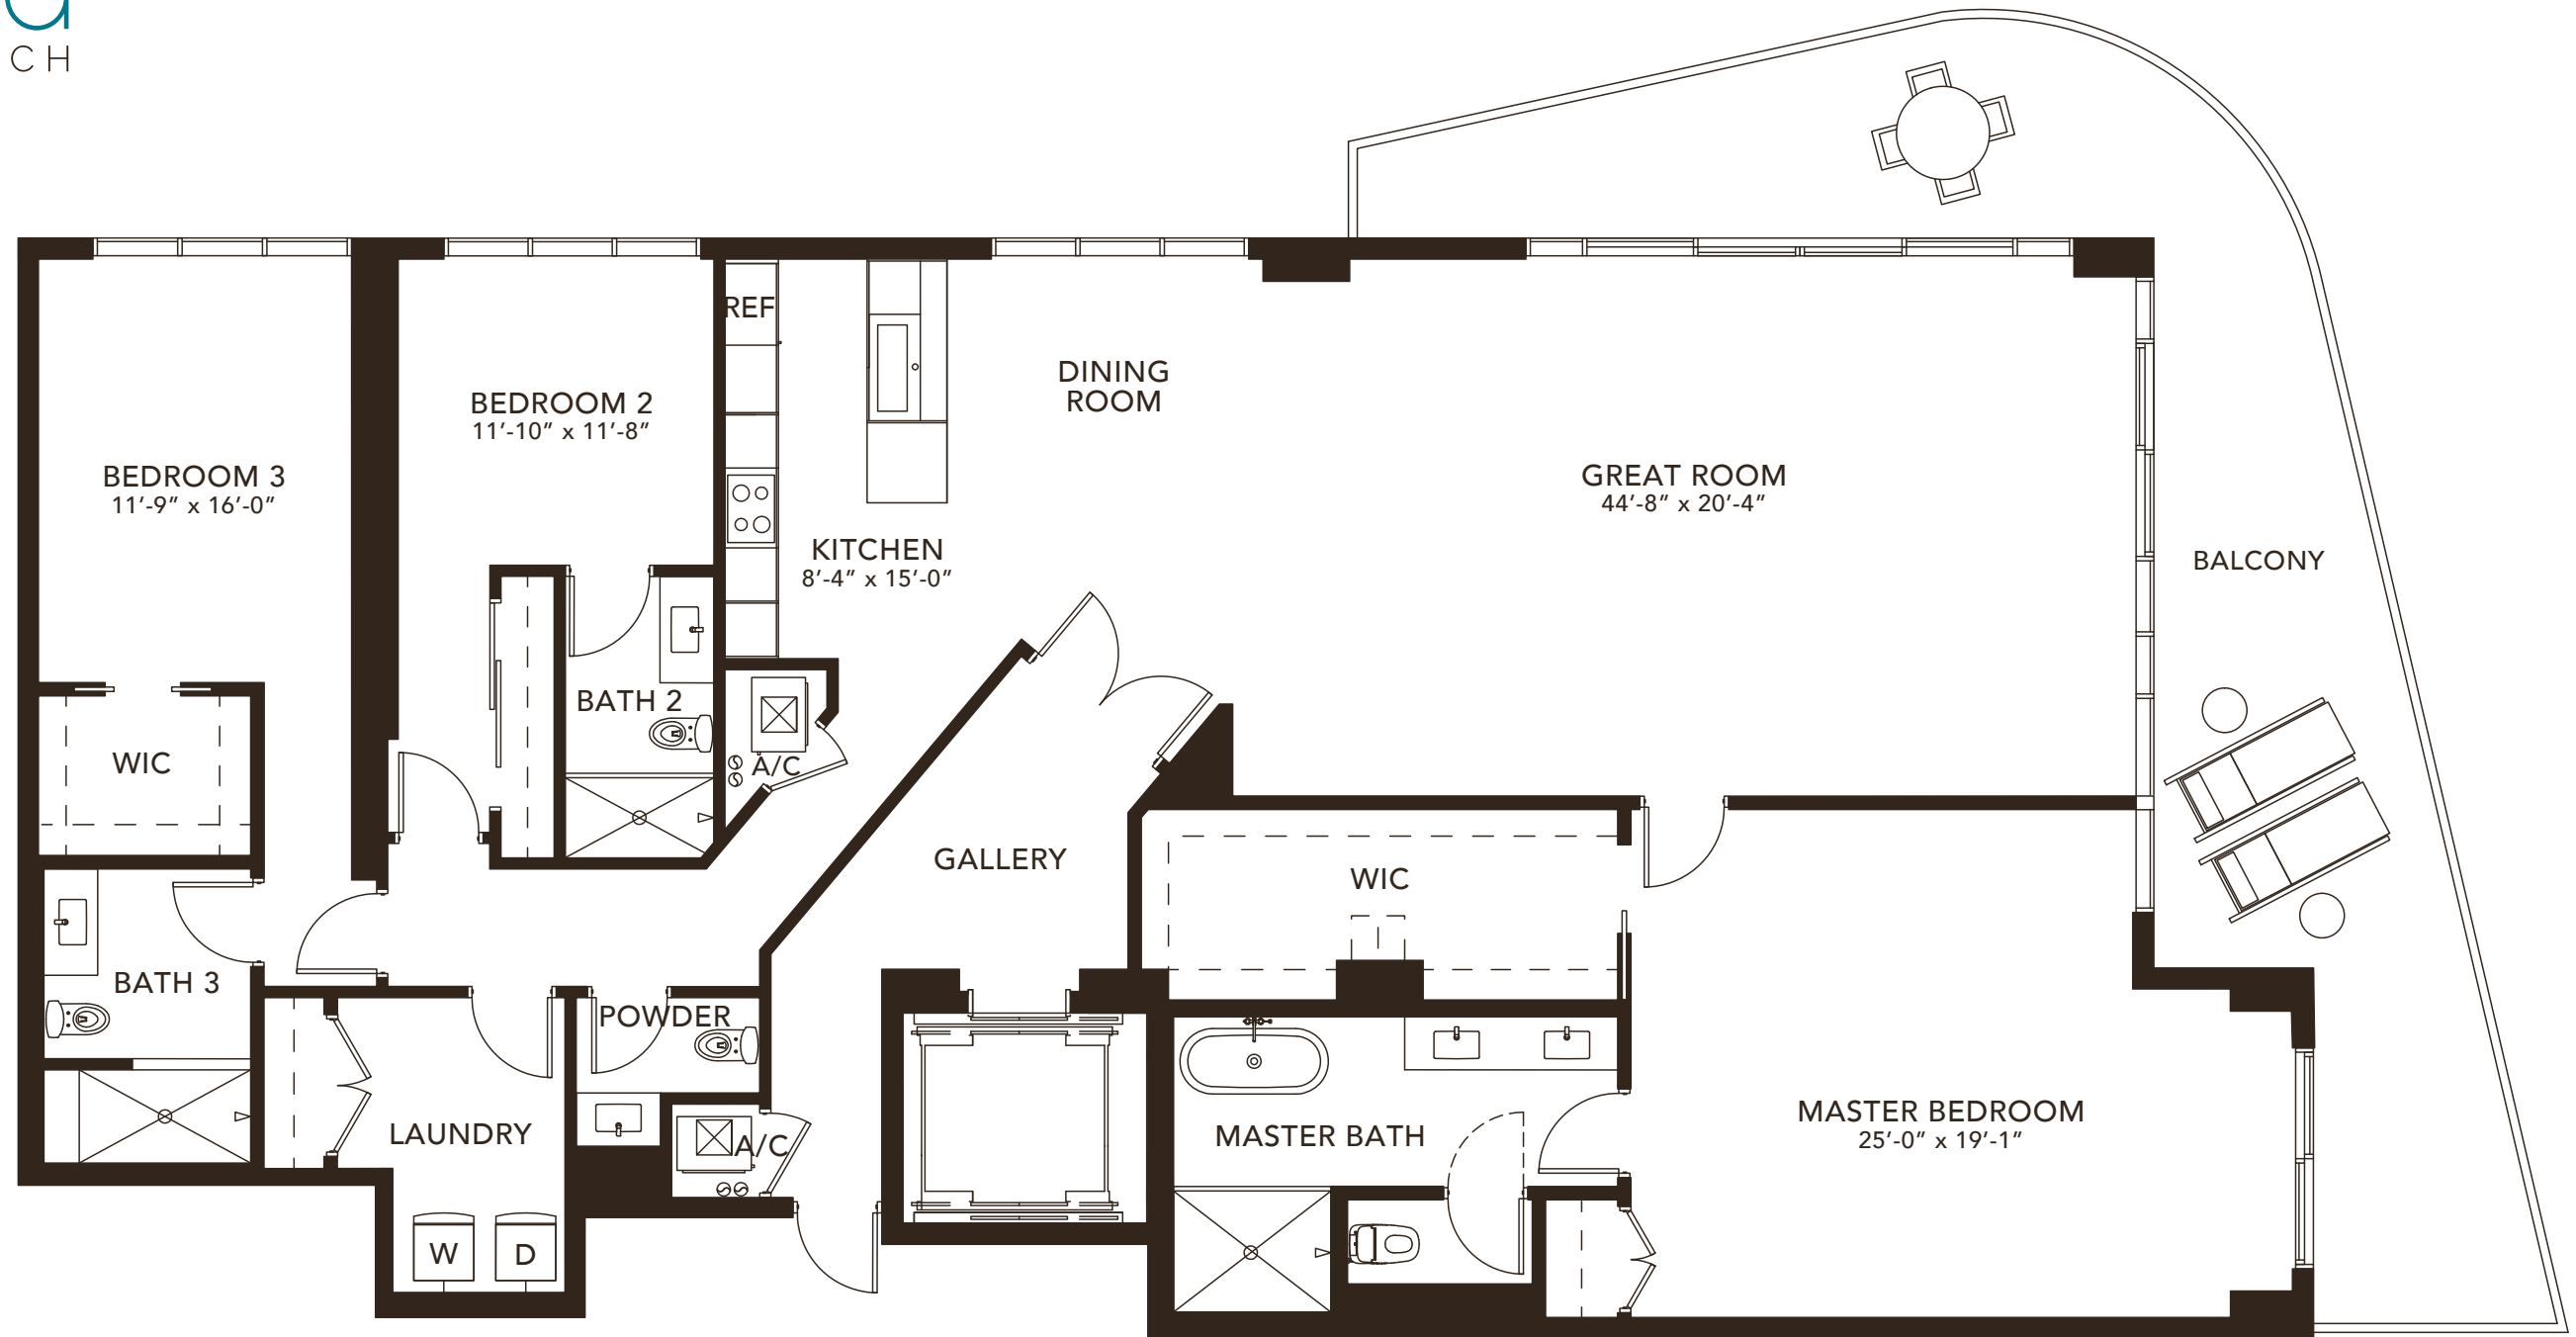 a
CH
REF
DINING
ROOM
BEDROOM 2
11'-10" x 11'-8"
BEDROOM 3
11'-9" x 16'-0"
GREAT ROOM
44'-8" x 20'-4"
KITCHEN
8'-4" x 15'-0"
BALCONY
BATH 2
WIC
A/C
GALLERY
WIC
BATH 3
POWDER
LAUNDRY
A/C
MASTER BATH
MASTER BEDROOM
25'-0" x 19'-1"
W
D